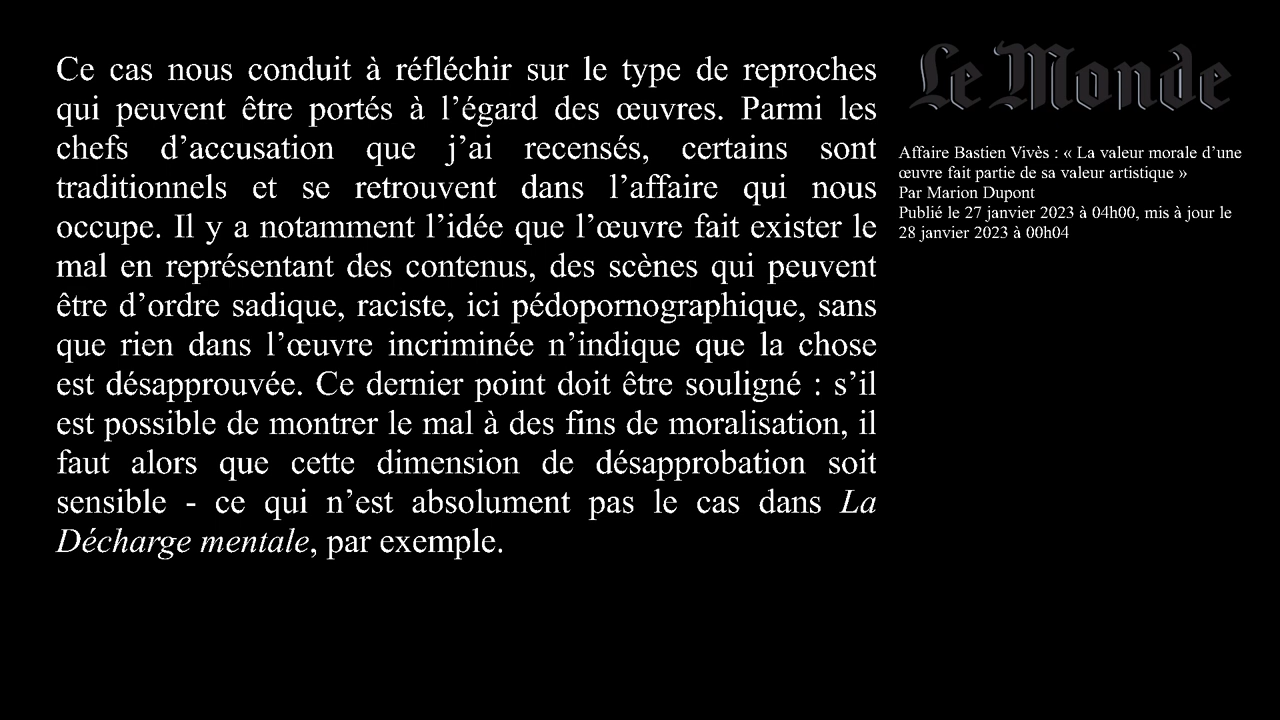 Ce cas nous conduit à réfléchir sur le type de reproches
qui peuvent être portés à l’égard des œuvres. Parmi les
chefs d’accusation que j’ai recensés, certains sont
traditionnels et se retrouvent dans l’affaire qui nous
occupe. Il y a notamment l’idée que l’œuvre fait exister le
mal en représentant des contenus, des scènes qui peuvent
être d’ordre sadique, raciste, ici pédopornographique, sans
que rien dans l’œuvre incriminée n’indique que la chose
est désapprouvée. Ce dernier point doit être souligné : s’il
est possible de montrer le mal à des fins de moralisation, il
faut alors que cette dimension de désapprobation soit
sensible - ce qui n’est absolument pas le cas dans La
Décharge mentale, par exemple.
Le Monde
Affaire Bastien Vivès : « La valeur morale d’une
œuvre fait partie de sa valeur artistique »
Par Marion Dupont
Publié le 27 janvier 2023 à 04h00, mis à jour le
28 janvier 2023 à 00h04